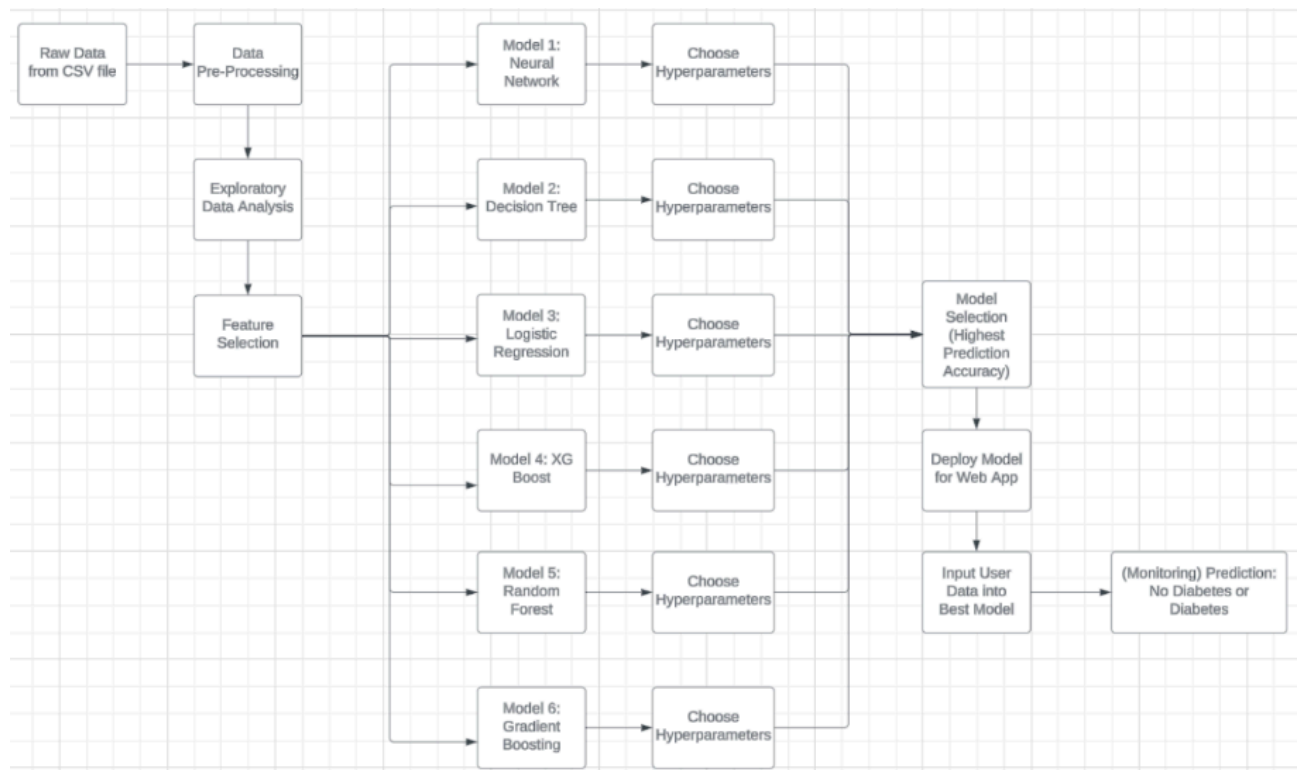 Raw Data
from CSV file
Data
Pre-Processing
Exploratory
Data Analysis
Feature
Selection
Model 1:
Neural
Network
Choose
Hyperparameters
Model 2:
Decision Tree
Choose
Hyperparameters
Model 3:
Logistic
Regression
Choose
Hyperparameters
Model 4: XG
Boost
Choose
Hyperparameters
Model 5:
Random
Forest
Choose
Hyperparameters
Model 6:
Gradient
Boosting
Choose
Hyperparameters
Model
Selection
(Highest
Prediction
Accuracy)
Deploy Model
for Web App
Input User
Data into
Best Model
(Monitoring) Prediction:
No Diabetes or
Diabetes